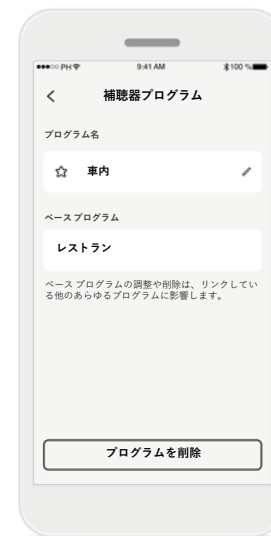 ●●●○○ PH 9:41 AM 100 %
補聴器プログラム
プログラム名
車内
ベースプログラム
レストラン
ベース プログラムの調整や削除は、リンクしてい
る他のあらゆるプログラムに影響します。
プログラムを削除